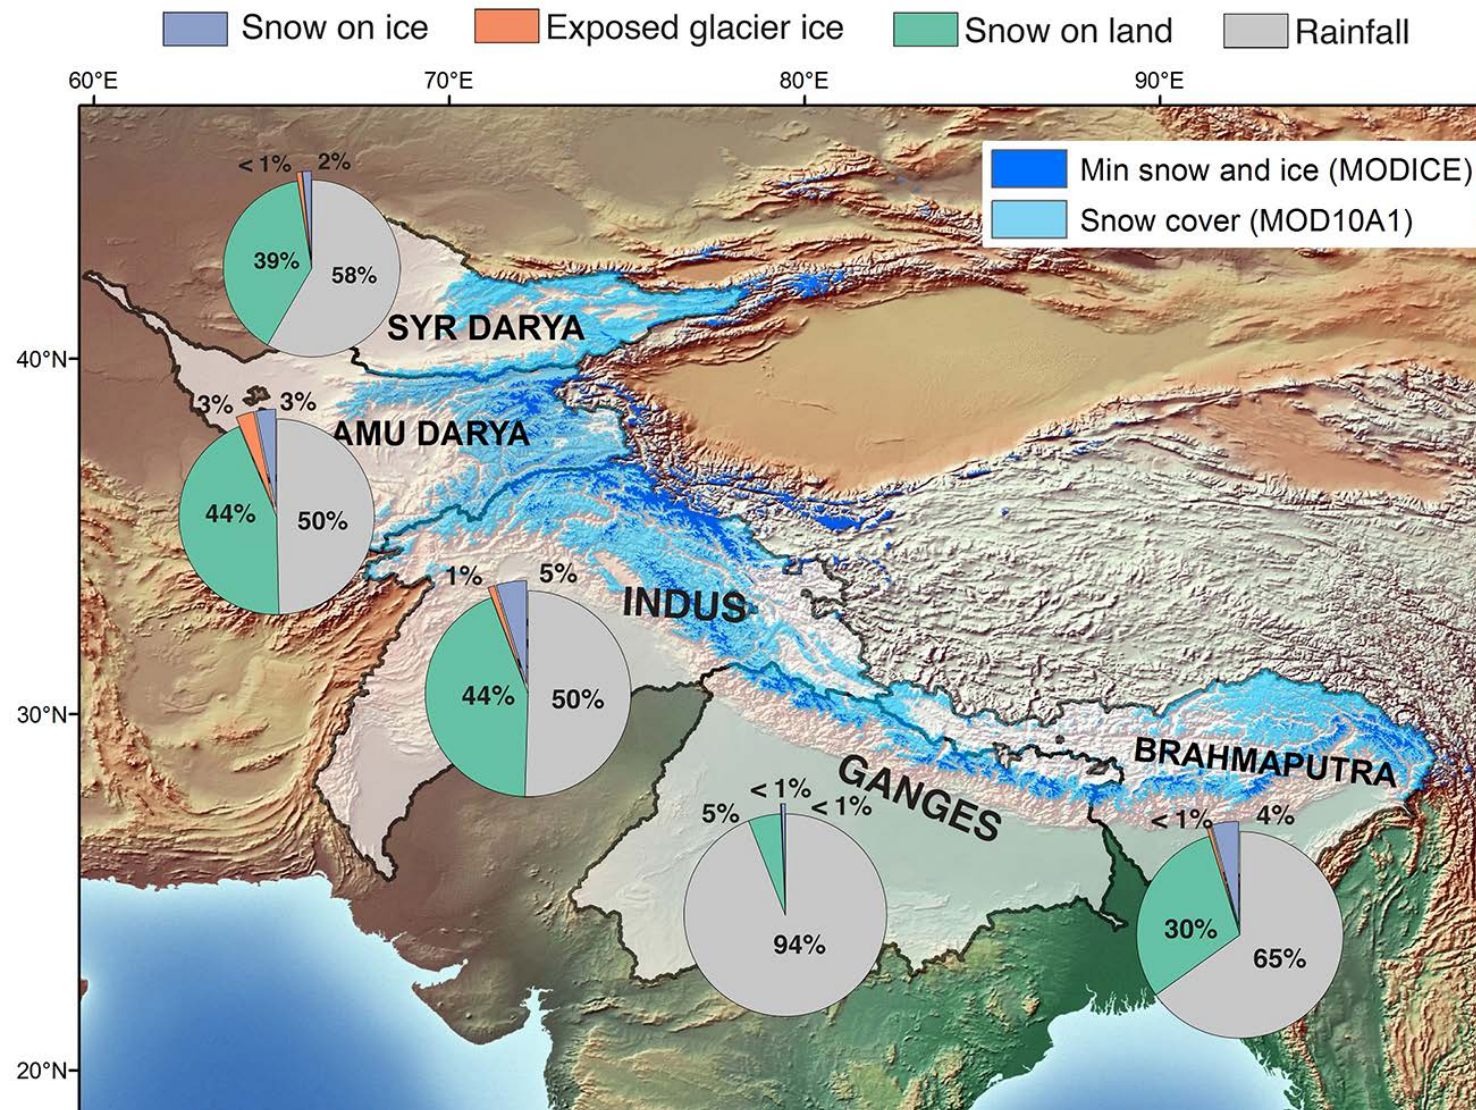 Snow on ice Exposed glacier ice Snow on land Rainfall
60°E 70°E 80°E 90°E
Min snow and ice (MODICE)
Snow cover (MOD10A1)
< 1% 2%
39% 58%
SYR DARYA
40°N
3% 3%
AMU DARYA
44% 50%
1% 5%
INDUS
44% 50%
30°N
BRAHMAPUTRA
GANGES
< 1%
5% < 1%
94%
< 1% 4%
30% 65%
20°N